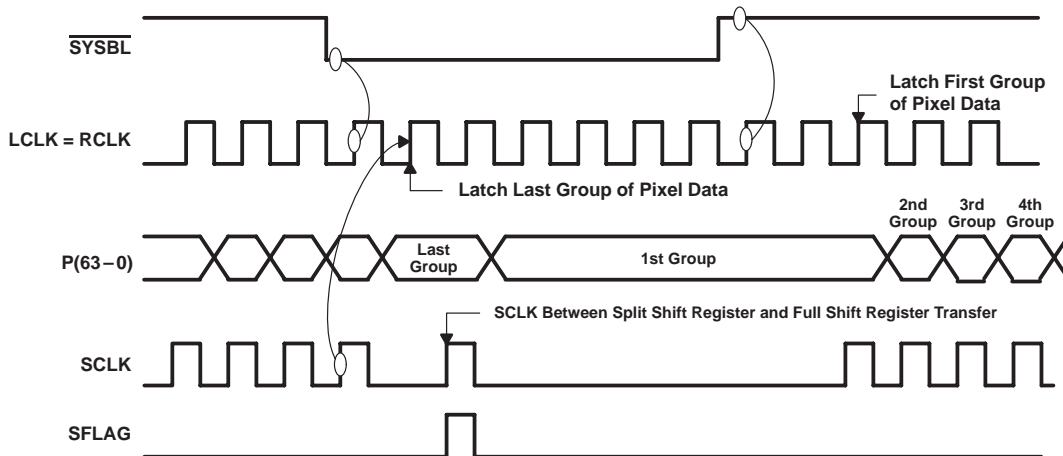 SYSBL
Latch First Group
of Pixel Data
LCLK = RCLK
Latch Last Group of Pixel Data
2nd
Group
3rd
Group
4th
Group
P(63–0)
Last
Group
1st Group
SCLK Between Split Shift Register and Full Shift Register Transfer
SCLK
SFLAG